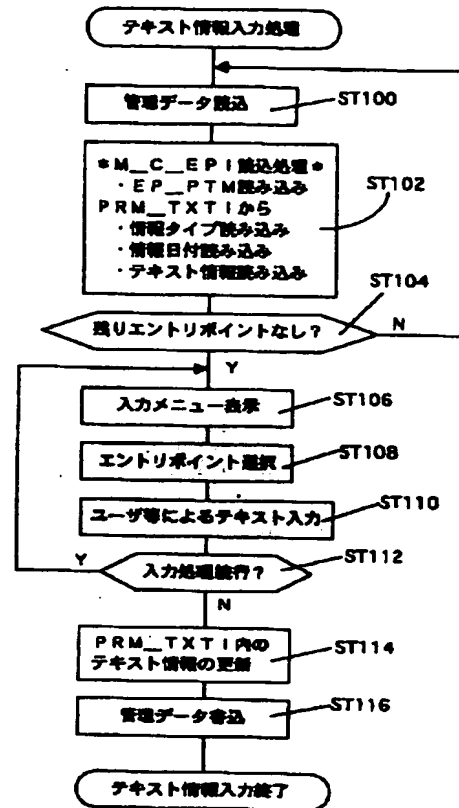 テキスト情報入力処理
管理データ読込
ST100
*M_C_EPI読込処理*
・EP_PTM読み込み
PRM_TXTIから
・情報タイプ読み込み
・情報日付読み込み
・テキスト情報読み込み
ST102
ST104
残りエントリポイントなし?
N
Y
入力メニュー表示
ST106
エントリポイント選択
ST108
ユーザ等によるテキスト入力
ST110
Y
入力処理続行?
ST112
N
PRM_TXTI内の
テキスト情報の更新
ST114
管理データ書込
ST116
テキスト情報入力終了